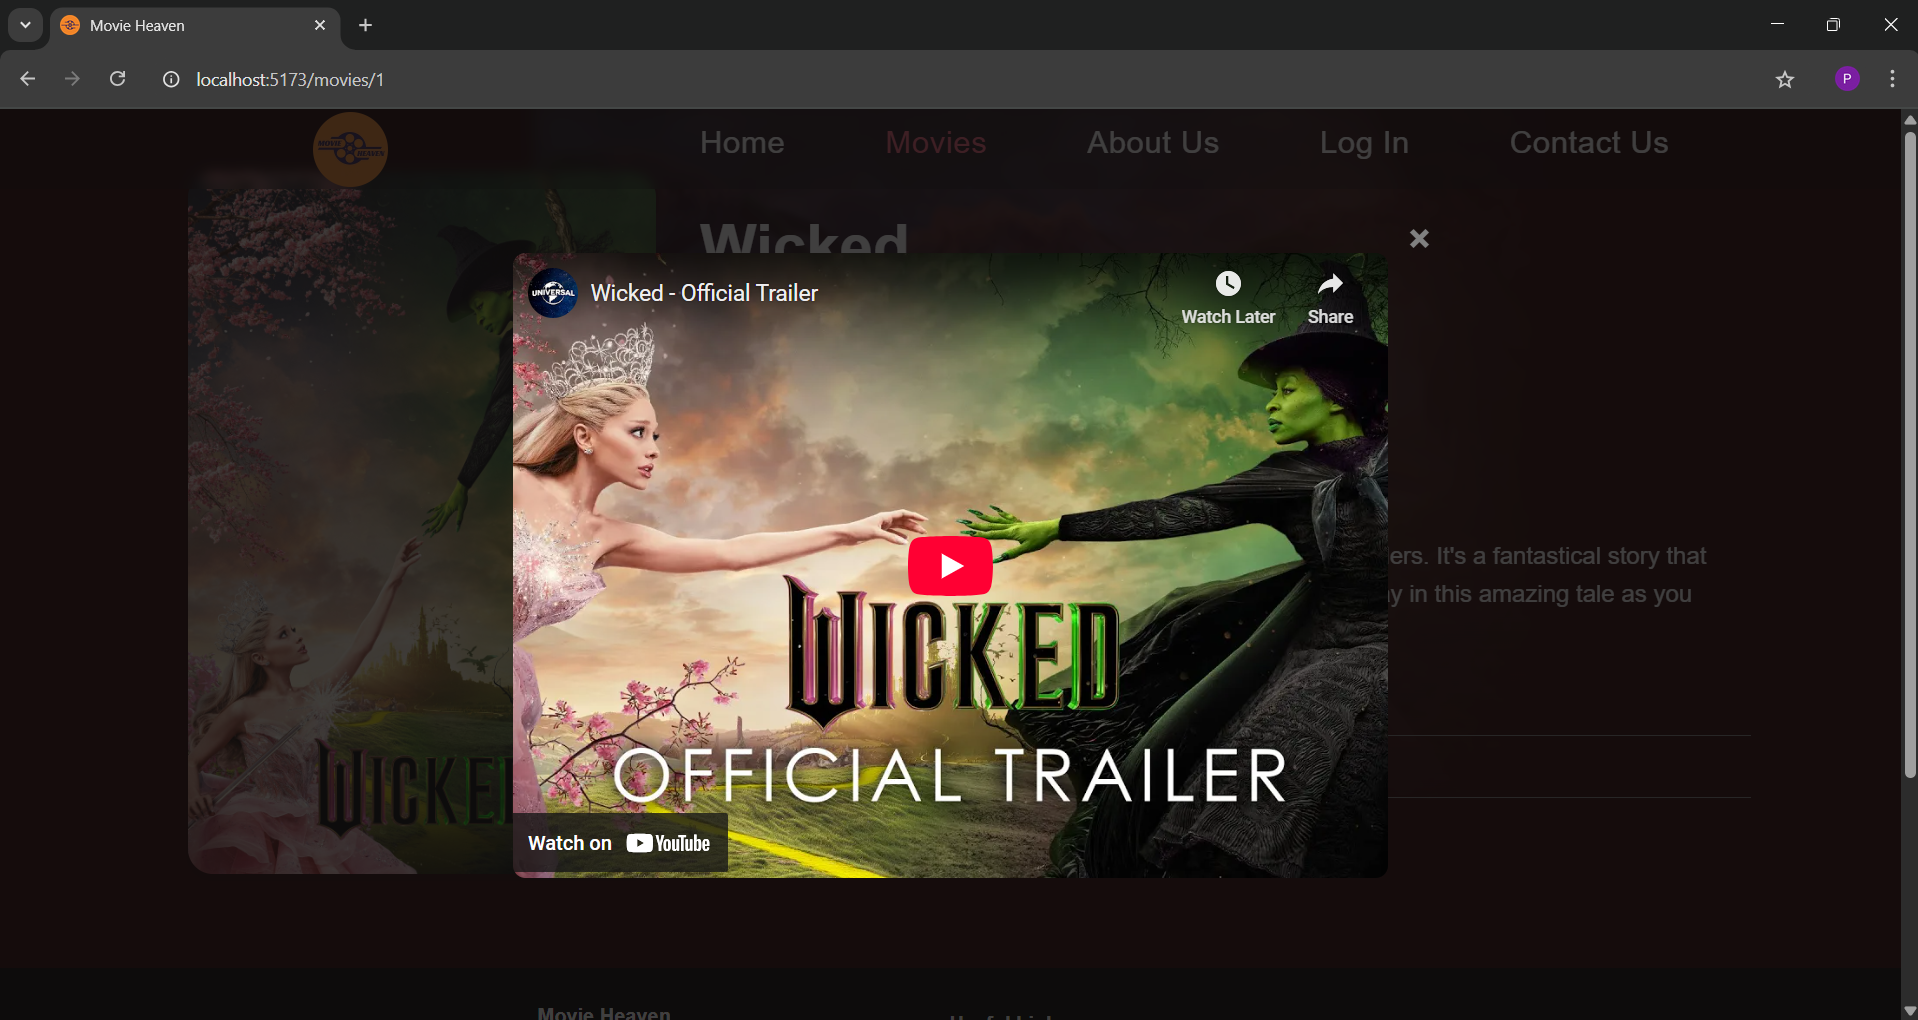 Movie Heaven
localhost:5173/movies/1
P
MOVIE HEAVEN
Home Movies About Us Log In Contact Us
Wicked
UNIVERSAL
Wicked - Official Trailer
Watch Later
Share
ers. It's a fantastical story that
y in this amazing tale as you
WICKED
WICKED
OFFICIAL TRAILER
Watch on YouTube
Movie Heaven